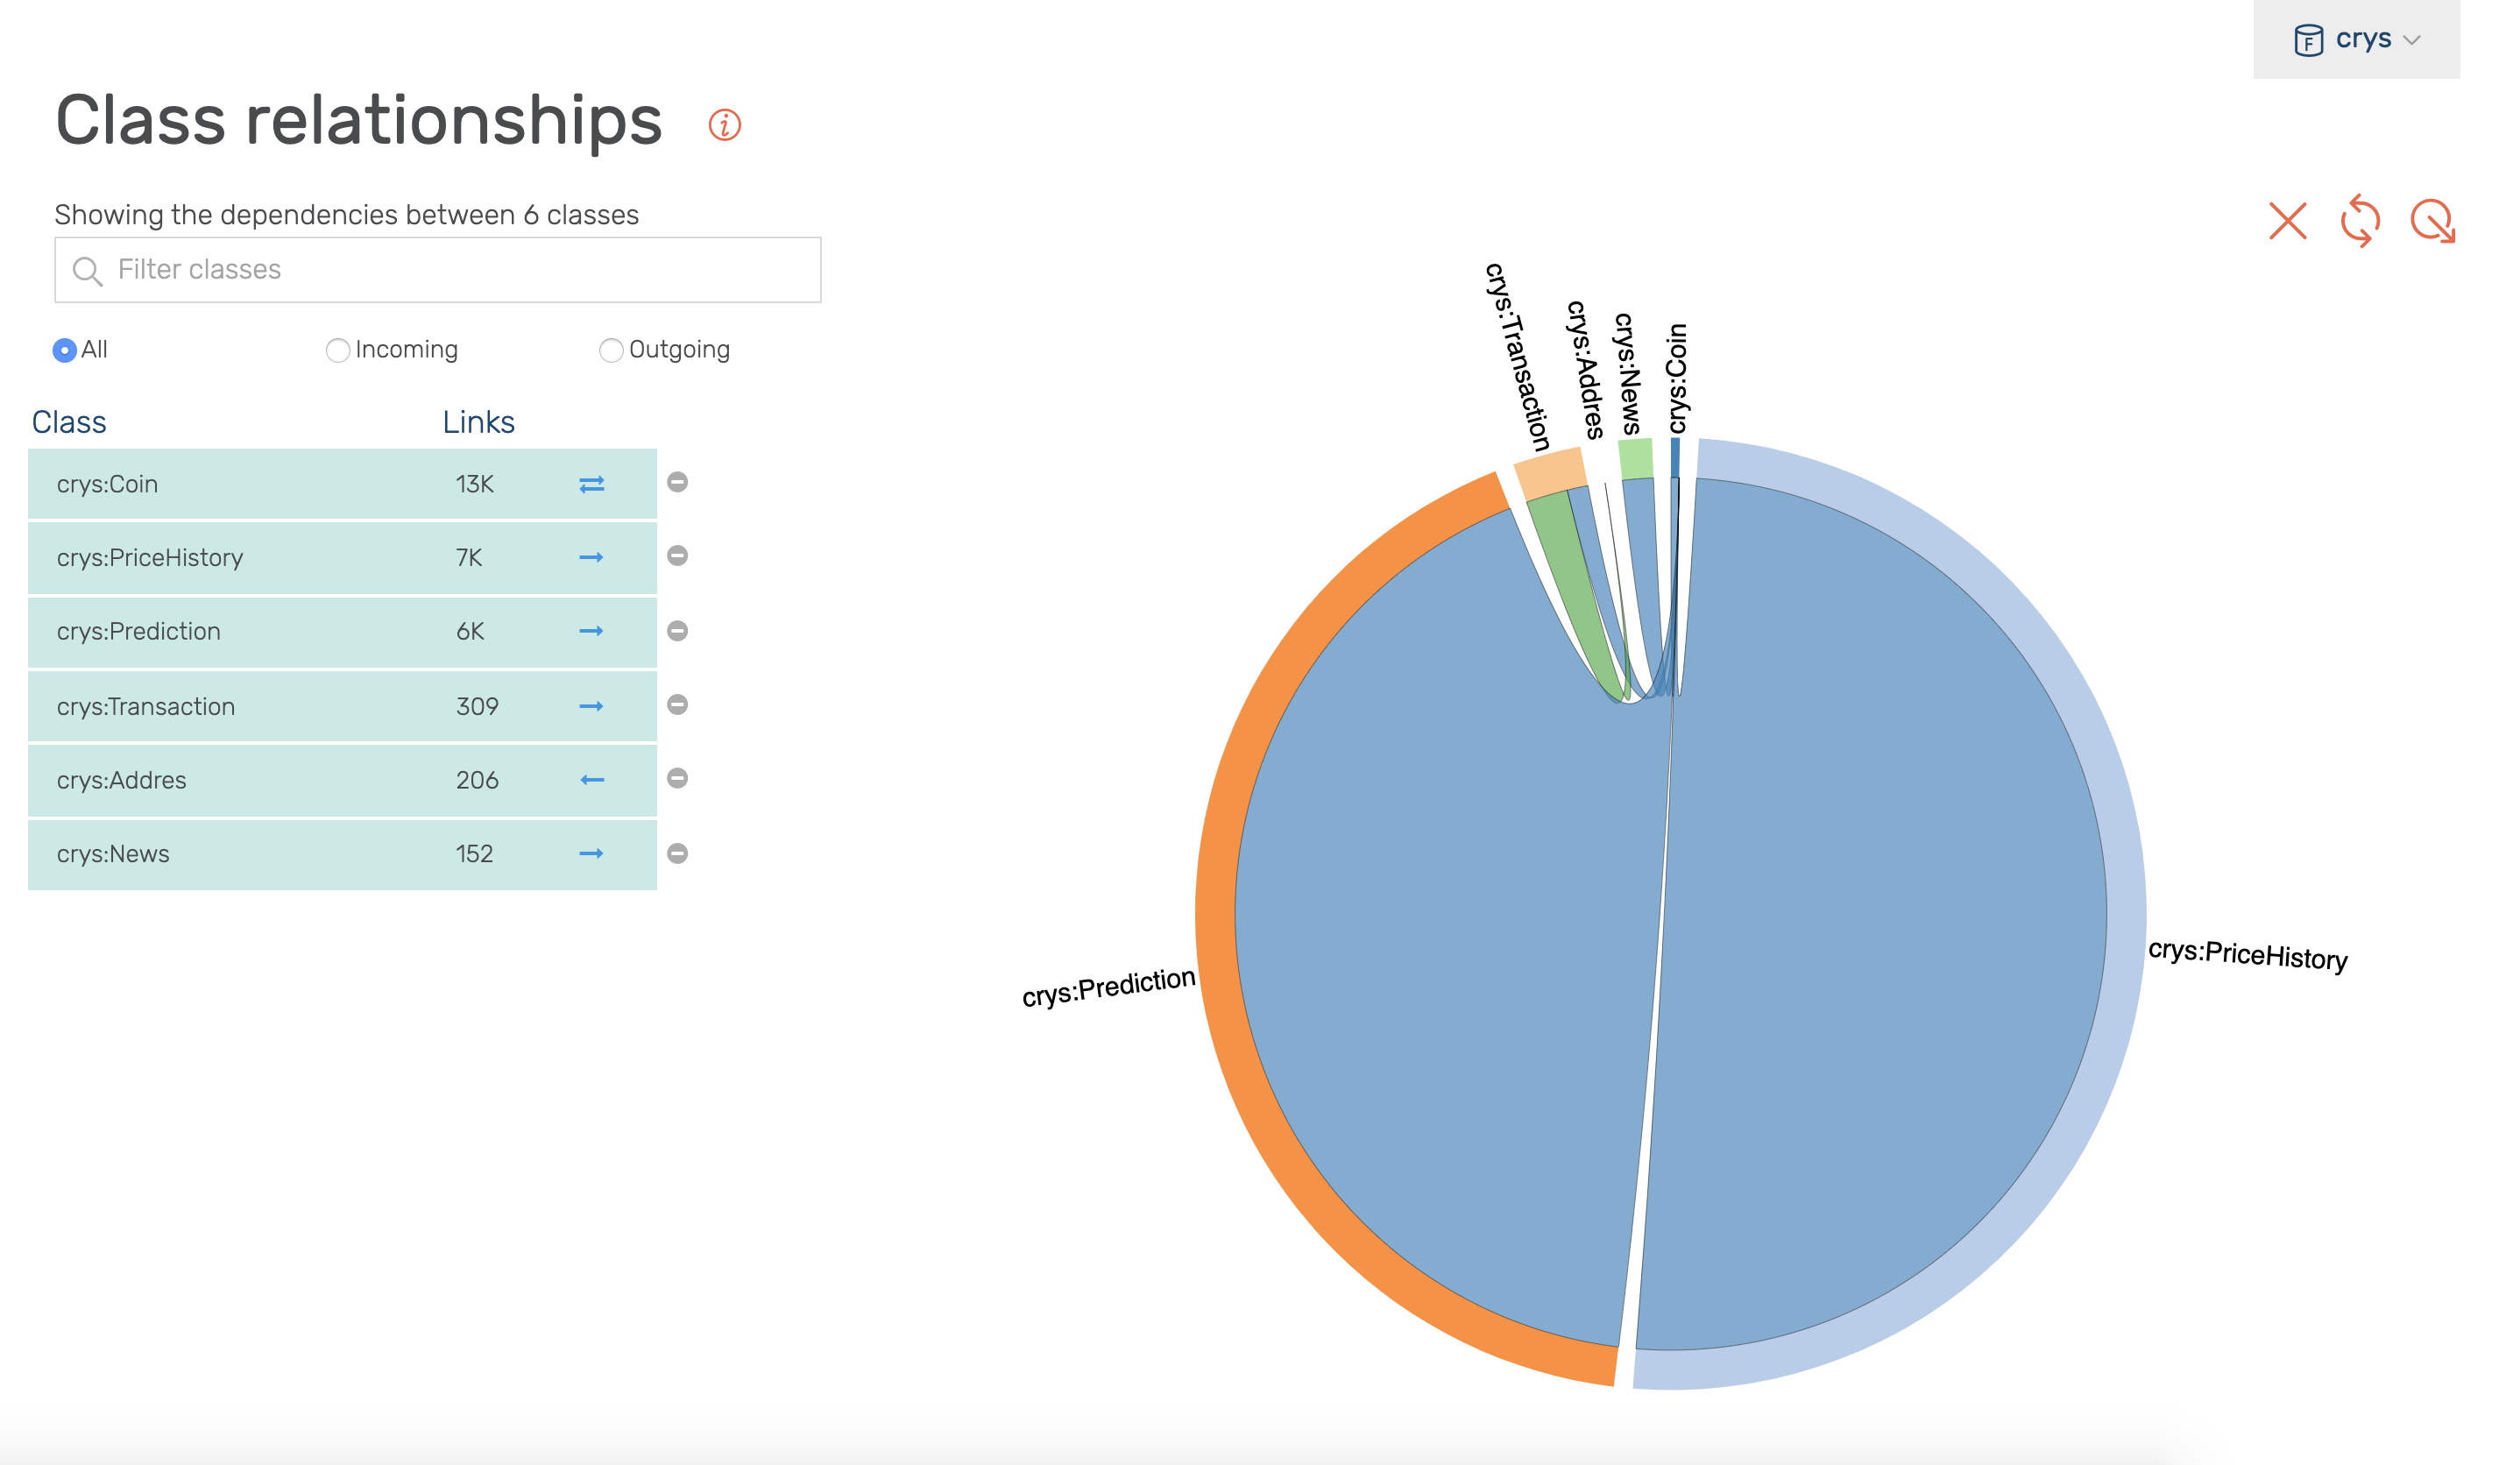 F crys
Class relationships
Showing the dependencies between 6 classes
Filter classes
All Incoming Outgoing
Class Links
crys:Coin 13K
crys:PriceHistory 7K
crys:Prediction 6K
crys:Transaction 309
crys:Addres 206
crys:News 152
crys:Transaction
crys:Addres
crys:News
crys:Coin
crys:Prediction
crys:PriceHistory